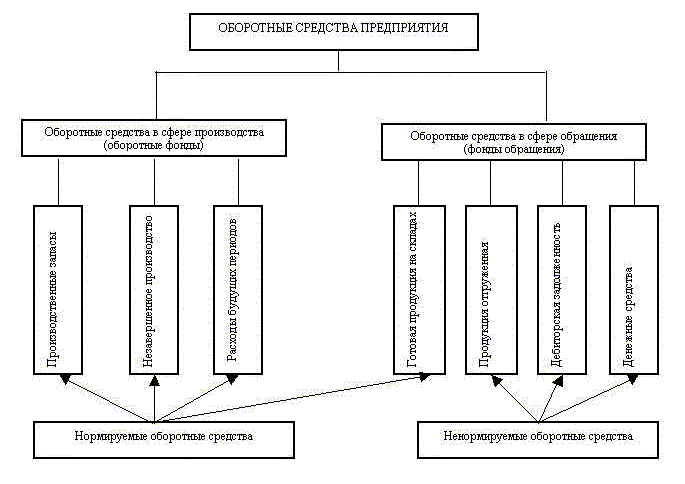 ОБОРОТНЫЕ СРЕДСТВА ПРЕДПРИЯТИЯ
Оборотные средства в сфере производства
(оборотные фонды)
Оборотные средства в сфере обращения
(фонды обращения)
Производственные запасы
Незавершенное производство
Расходы будущих периодов
Готовая продукция на складах
Продукция отгруженная
Дебиторская задолженность
Денежные средства
Нормируемые оборотные средства
Ненормируемые оборотные средства